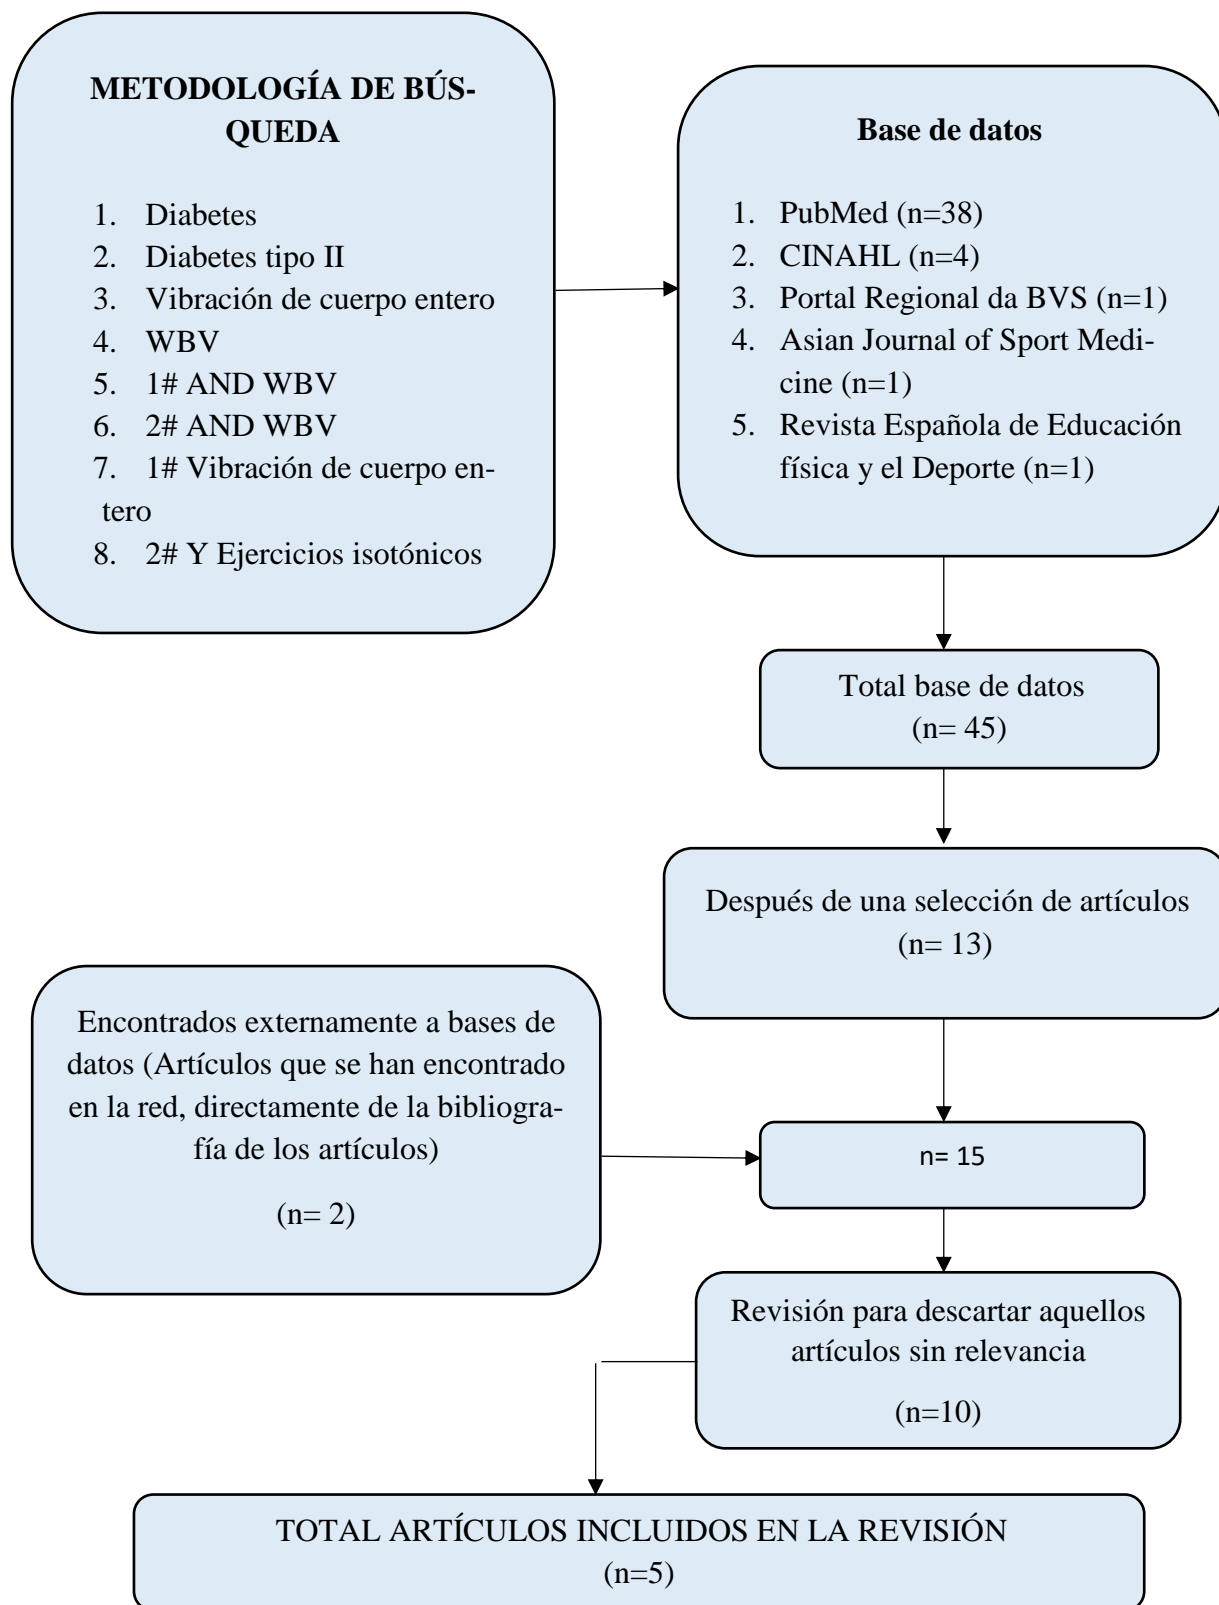 METODOLOGÍA DE BÚS-
QUEDA
1. Diabetes
2. Diabetes tipo II
3. Vibración de cuerpo entero
4. WBV
5. 1# AND WBV
6. 2# AND WBV
7. 1# Vibración de cuerpo en-
tero
8. 2# Y Ejercicios isotónicos
Base de datos
1. PubMed (n=38)
2. CINAHL (n=4)
3. Portal Regional da BVS (n=1)
4. Asian Journal of Sport Medi-
cine (n=1)
5. Revista Española de Educación
física y el Deporte (n=1)
Total base de datos
(n= 45)
Después de una selección de artículos
(n= 13)
Encontrados externamente a bases de
datos (Artículos que se han encontrado
en la red, directamente de la bibliogra-
fía de los artículos)
(n= 2)
n= 15
Revisión para descartar aquellos
artículos sin relevancia
(n=10)
TOTAL ARTÍCULOS INCLUIDOS EN LA REVISIÓN
(n=5)